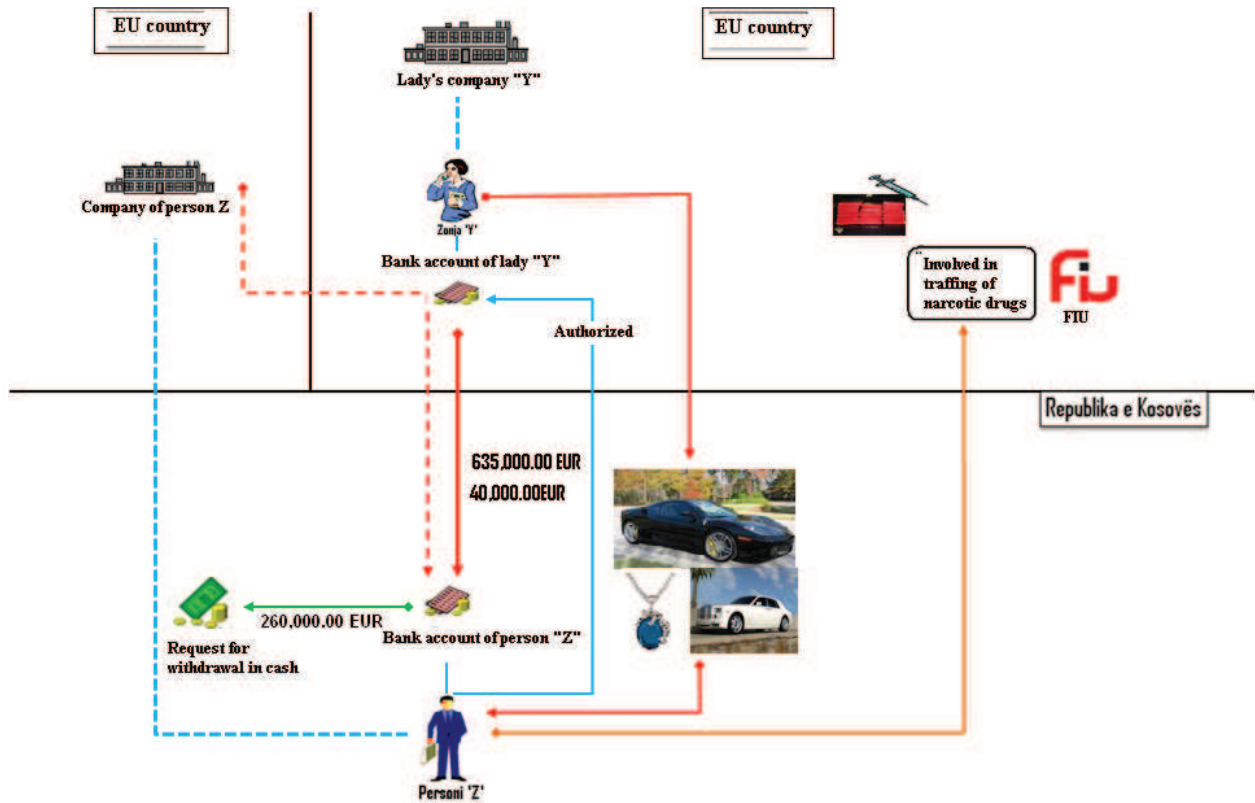 EU country
EU country
Lady's company "Y"
Company of person Z
Zonja 'Y'
Bank account of lady "Y"
Involved in
traffing of
narcotic drugs
FIU
FIU
Authorized
Republika e Kosovës
635,000.00 EUR
40,000.00EUR
260,000.00 EUR
Request for
withdrawal in cash
Bank account of person "Z"
Personi 'Z'